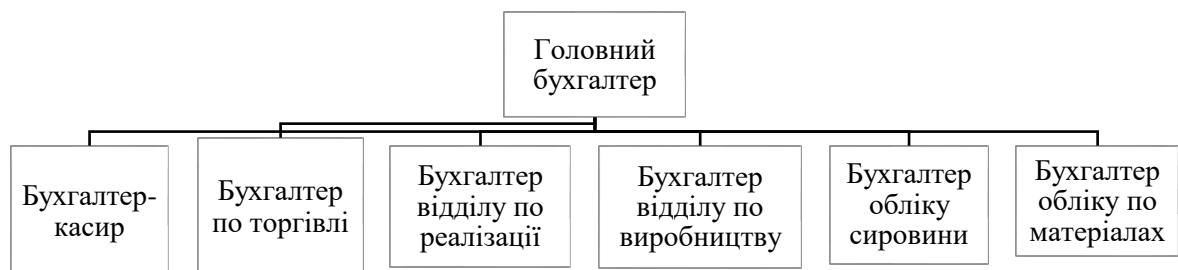 Головний
бухгалтер
Бухгалтер-
касир
Бухгалтер
по торгівлі
Бухгалтер
відділу по
реалізації
Бухгалтер
відділу по
виробництву
Бухгалтер
обліку
сировини
Бухгалтер
обліку по
матеріалах